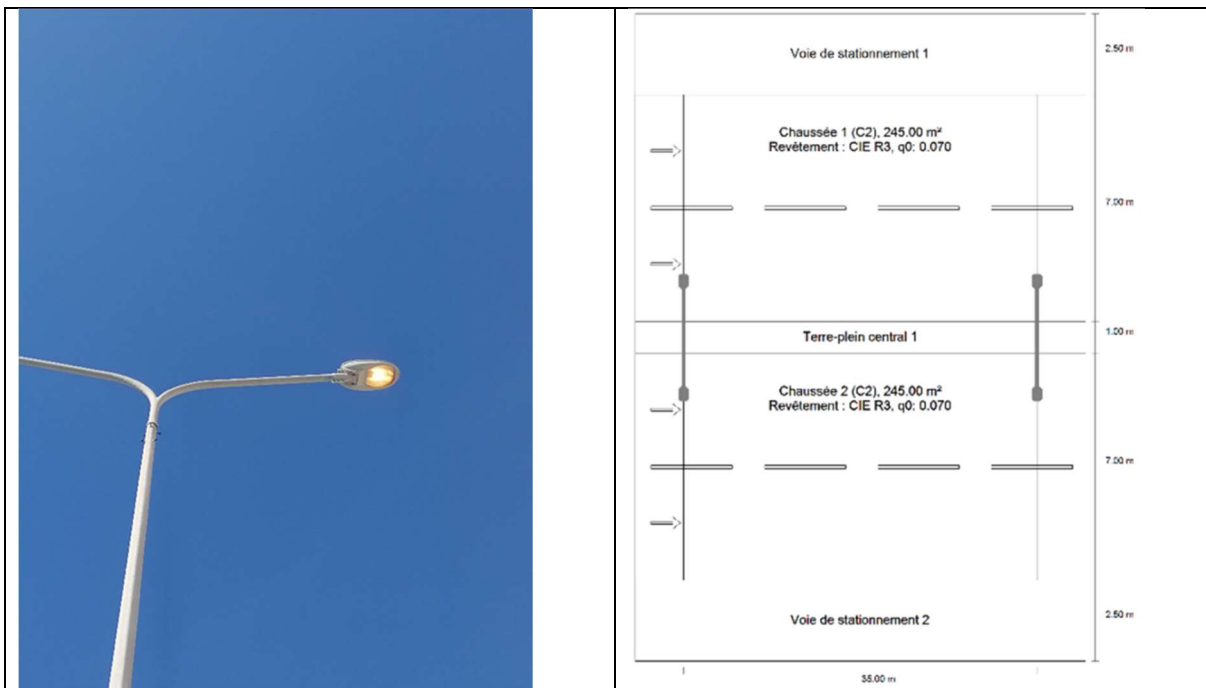 Voie de stationnement 1
2.50 m
Chaussée 1 (C2), 245.00 m²
Revêtement : CIE R3, q0: 0.070
7.00 m
Terre-plein central 1
1.00 m
Chaussée 2 (C2), 245.00 m²
Revêtement : CIE R3, q0: 0.070
7.00 m
Voie de stationnement 2
2.50 m
35.00 m